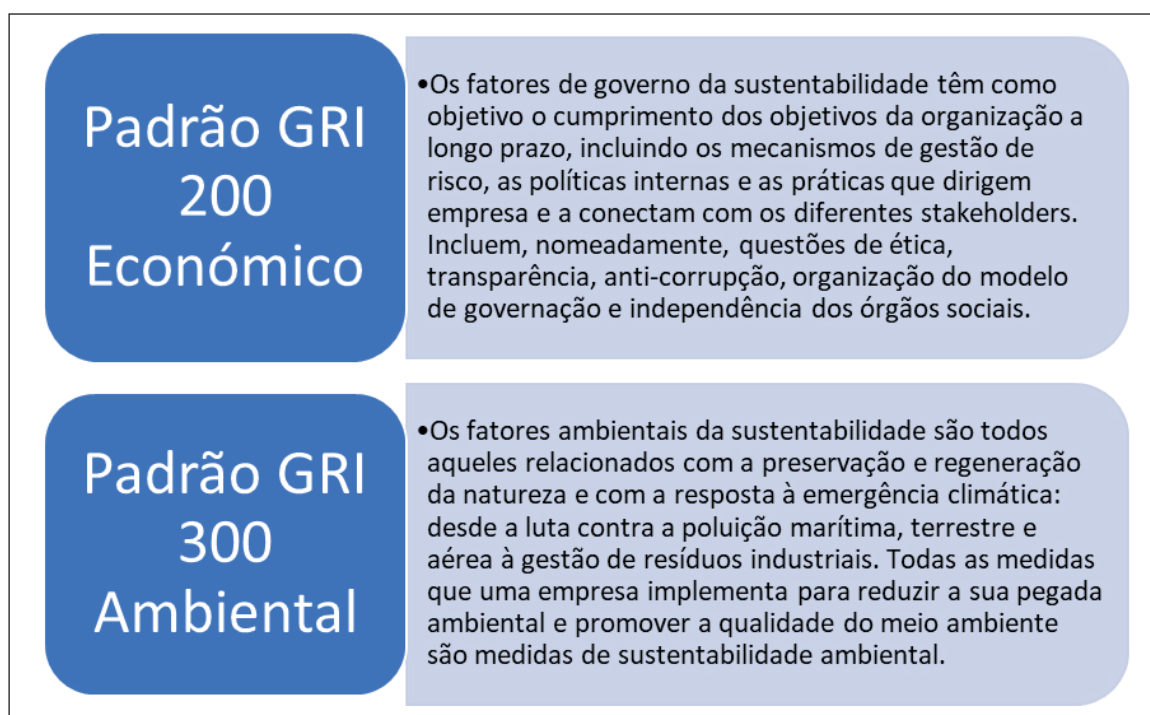 Padrão GRI
200
Económico
•Os fatores de governo da sustentabilidade têm como
objetivo o cumprimento dos objetivos da organização a
longo prazo, incluindo os mecanismos de gestão de
risco, as políticas internas e as práticas que dirigem
empresa e a conectam com os diferentes stakeholders.
Incluem, nomeadamente, questões de ética,
transparência, anti-corrupção, organização do modelo
de governação e independência dos órgãos sociais.
Padrão GRI
300
Ambiental
•Os fatores ambientais da sustentabilidade são todos
aqueles relacionados com a preservação e regeneração
da natureza e com a resposta à emergência climática:
desde a luta contra a poluição marítima, terrestre e
aérea à gestão de resíduos industriais. Todas as medidas
que uma empresa implementa para reduzir a sua pegada
ambiental e promover a qualidade do meio ambiente
são medidas de sustentabilidade ambiental.